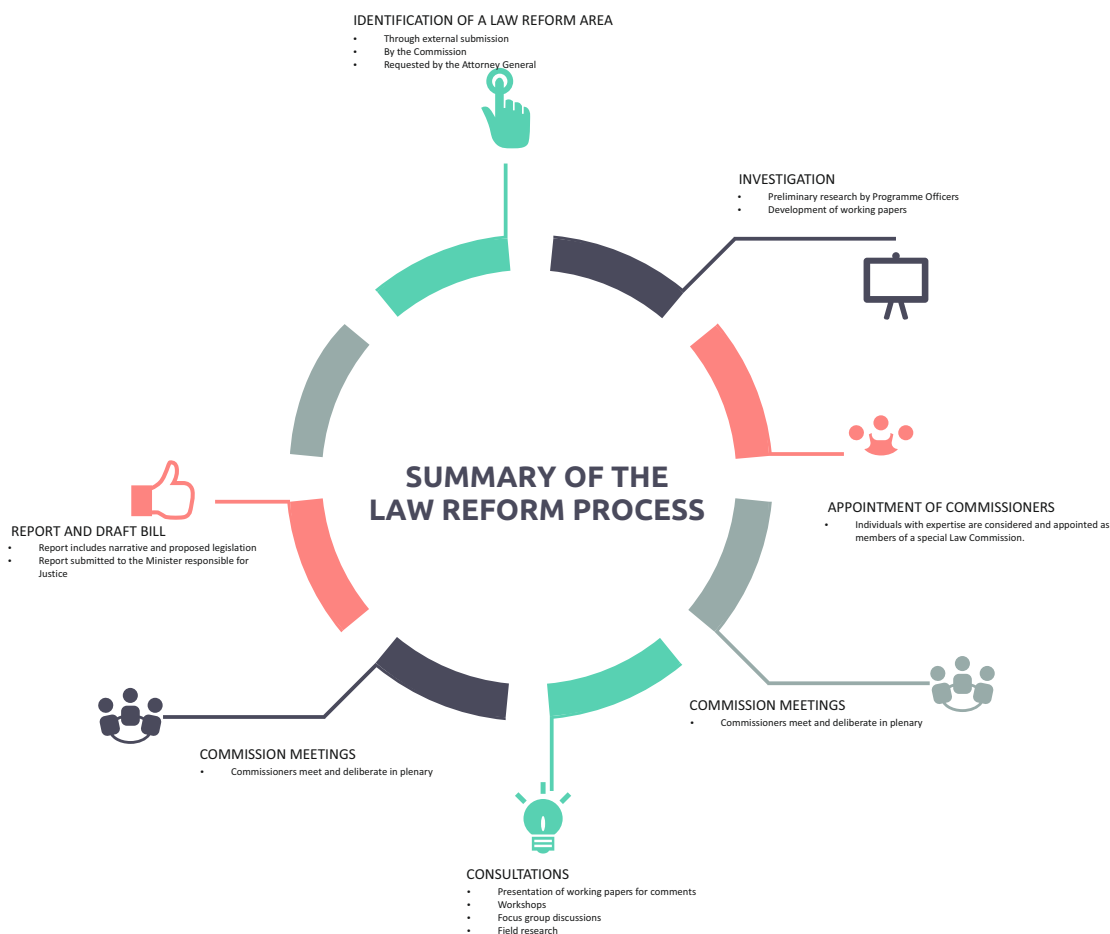 IDENTIFICATION OF A LAW REFORM AREA
• Through external submission
• By the Commission
• Requested by the Attorney General
INVESTIGATION
• Preliminary research by Programme Officers
• Development of working papers
SUMMARY OF THE
LAW REFORM PROCESS
APPOINTMENT OF COMMISSIONERS
• Individuals with expertise are considered and appointed as
members of a special Law Commission.
COMMISSION MEETINGS
• Commissioners meet and deliberate in plenary
CONSULTATIONS
• Presentation of working papers for comments
• Workshops
• Focus group discussions
• Field research
COMMISSION MEETINGS
• Commissioners meet and deliberate in plenary
REPORT AND DRAFT BILL
• Report includes narrative and proposed legislation
• Report submitted to the Minister responsible for
Justice